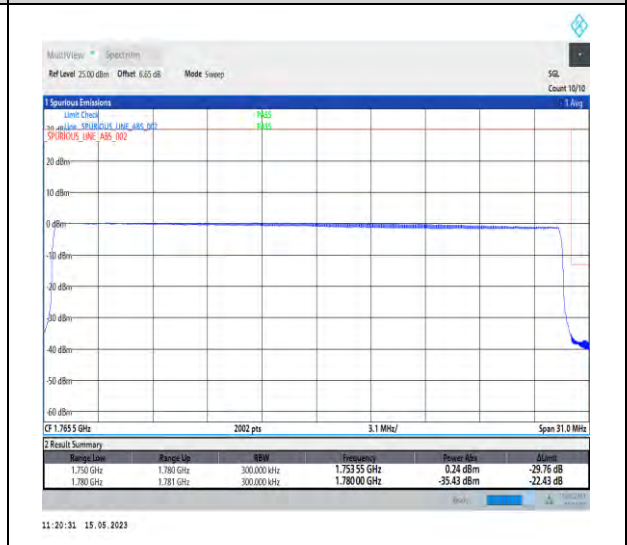 MultiView Spectrum
Ref Level 25.00 dBm Offset 6.65 dB Mode Sweep SGL
Count 10/10
1 Spurious Emissions 1 Avg
Limit Check PASS
Line _SPURIOUS_LINE_ABS_002 PASS
_SPURIOUS_LINE_ABS_002
20 dBm
10 dBm
0 dBm
-10 dBm
-20 dBm
-30 dBm
-40 dBm
-50 dBm
-60 dBm
CF 1.765 5 GHz 2002 pts 3.1 MHz/ Span 31.0 MHz
2 Result Summary
Range Low Range Up RBW Frequency Power Abs ΔLimit
1.750 GHz 1.780 GHz 300.000 kHz 1.753 55 GHz 0.24 dBm -29.76 dB
1.780 GHz 1.781 GHz 300.000 kHz 1.780 00 GHz -35.43 dBm -22.43 dB
11:20:31 15.05.2023